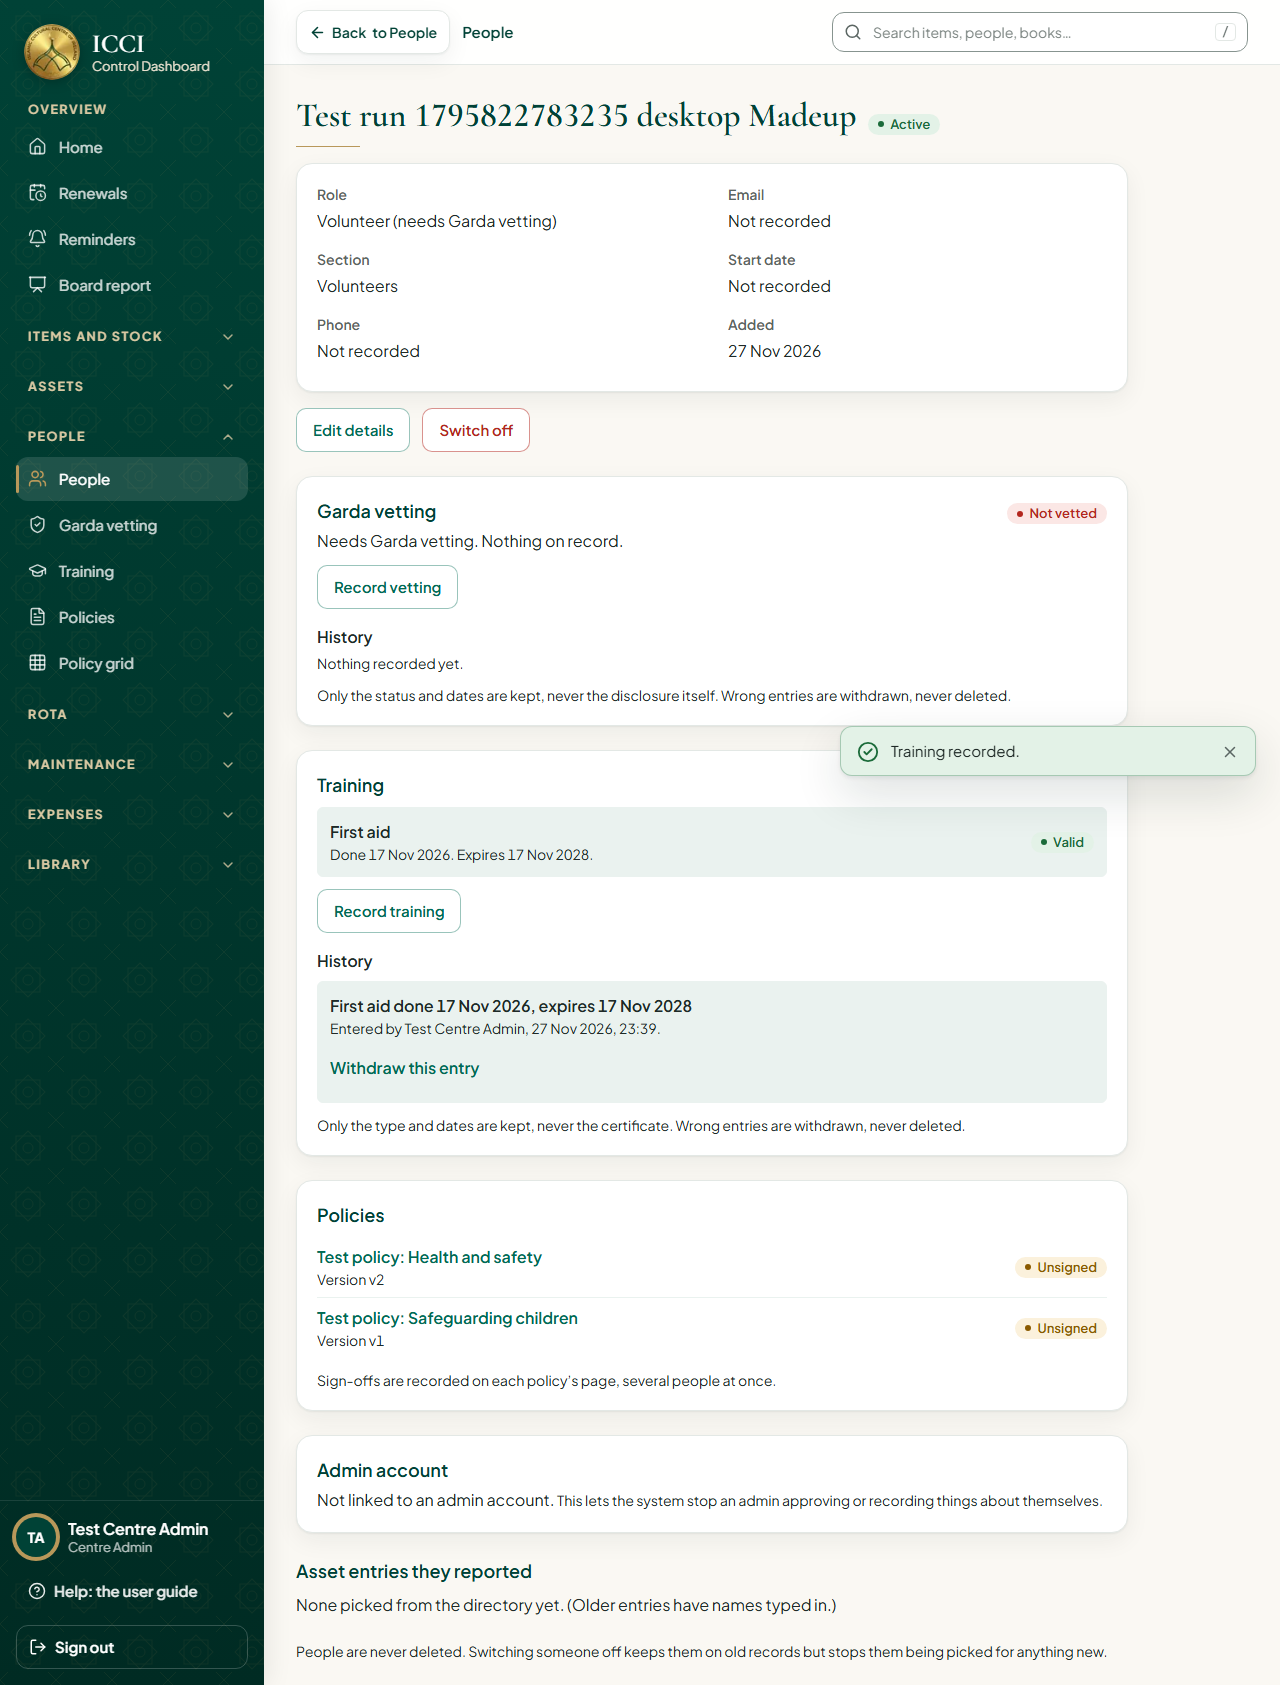 ICCI
Control Dashboard
OVERVIEW
Home
Renewals
Reminders
Board report
ITEMS AND STOCK
ASSETS
PEOPLE
People
Garda vetting
Training
Policies
Policy grid
ROTA
MAINTENANCE
EXPENSES
LIBRARY
TA
Test Centre Admin
Centre Admin
Help: the user guide
Sign out
Back to People
People
Search items, people, books...
/
Test run 1795822783235 desktop Madeup
Active
Role
Volunteer (needs Garda vetting)
Email
Not recorded
Section
Volunteers
Start date
Not recorded
Phone
Not recorded
Added
27 Nov 2026
Edit details
Switch off
Garda vetting
Not vetted
Needs Garda vetting. Nothing on record.
Record vetting
History
Nothing recorded yet.
Only the status and dates are kept, never the disclosure itself. Wrong entries are withdrawn, never deleted.
Training recorded.
Training
First aid
Done 17 Nov 2026. Expires 17 Nov 2028.
Valid
Record training
History
First aid done 17 Nov 2026, expires 17 Nov 2028
Entered by Test Centre Admin, 27 Nov 2026, 23:39.
Withdraw this entry
Only the type and dates are kept, never the certificate. Wrong entries are withdrawn, never deleted.
Policies
Test policy: Health and safety
Version v2
Unsigned
Test policy: Safeguarding children
Version v1
Unsigned
Sign-offs are recorded on each policy's page, several people at once.
Admin account
Not linked to an admin account. This lets the system stop an admin approving or recording things about themselves.
Asset entries they reported
None picked from the directory yet. (Older entries have names typed in.)
People are never deleted. Switching someone off keeps them on old records but stops them being picked for anything new.